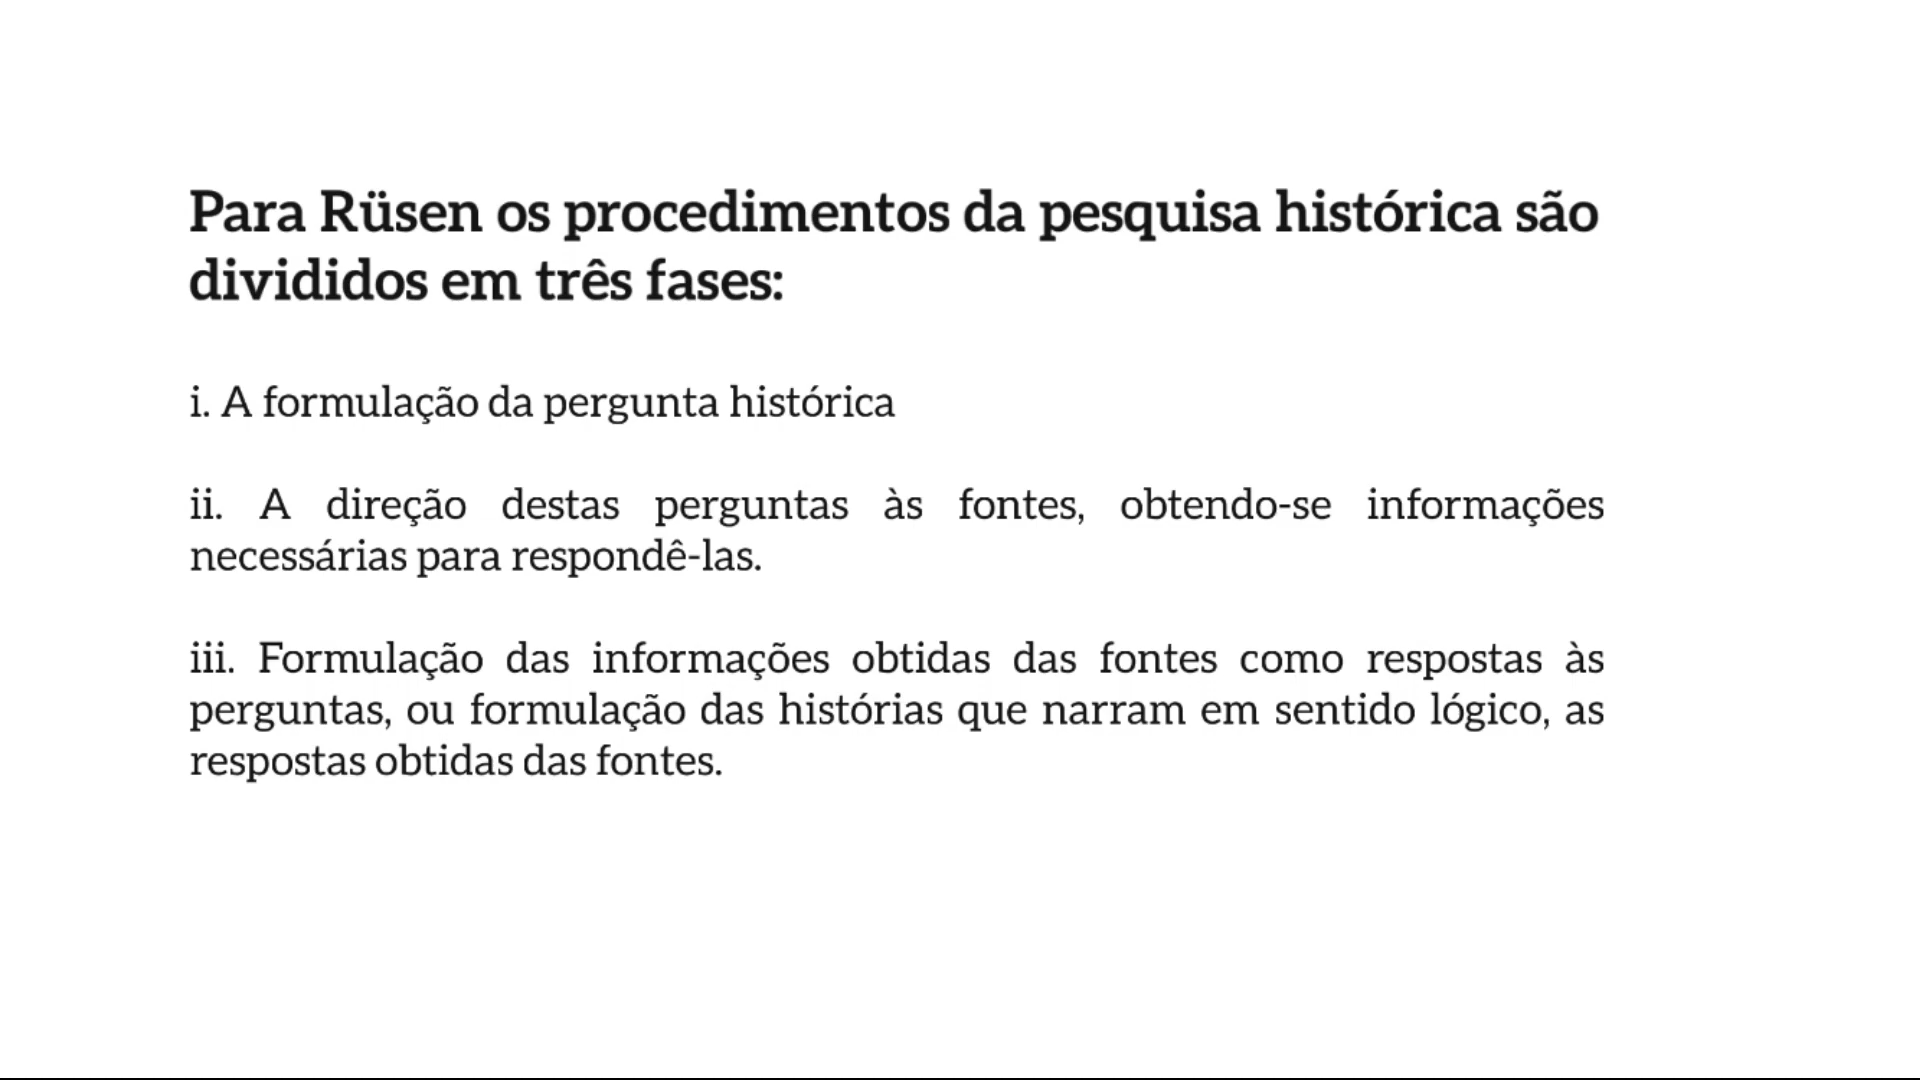 Para Rüsen os procedimentos da pesquisa histórica são
divididos em três fases:
i. A formulação da pergunta histórica
ii. A direção destas perguntas às fontes, obtendo-se informações
necessárias para respondê-las.
iii. Formulação das informações obtidas das fontes como respostas às
perguntas, ou formulação das histórias que narram em sentido lógico, as
respostas obtidas das fontes.